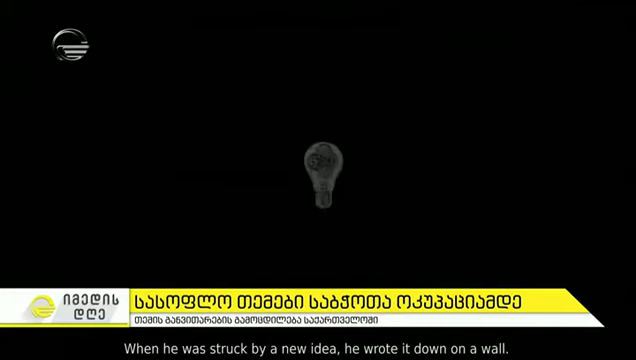 იმედის
დღე
ᲡᲐᲡᲝᲤᲚᲝ ᲗᲔᲛᲔᲑᲘ ᲡᲐᲑᲭᲝᲗᲐ ᲝᲙᲣᲞᲐᲪᲘᲐᲛᲓᲔ
ᲗᲔᲛᲘᲡ ᲒᲐᲜᲕᲘᲗᲐᲠᲔᲑᲘᲡ ᲒᲐᲛᲝᲪᲓᲘᲚᲔᲑᲐ ᲡᲐᲥᲐᲠᲗᲕᲔᲚᲝᲨᲘ
When he was struck by a new idea, he wrote it down on a wall.